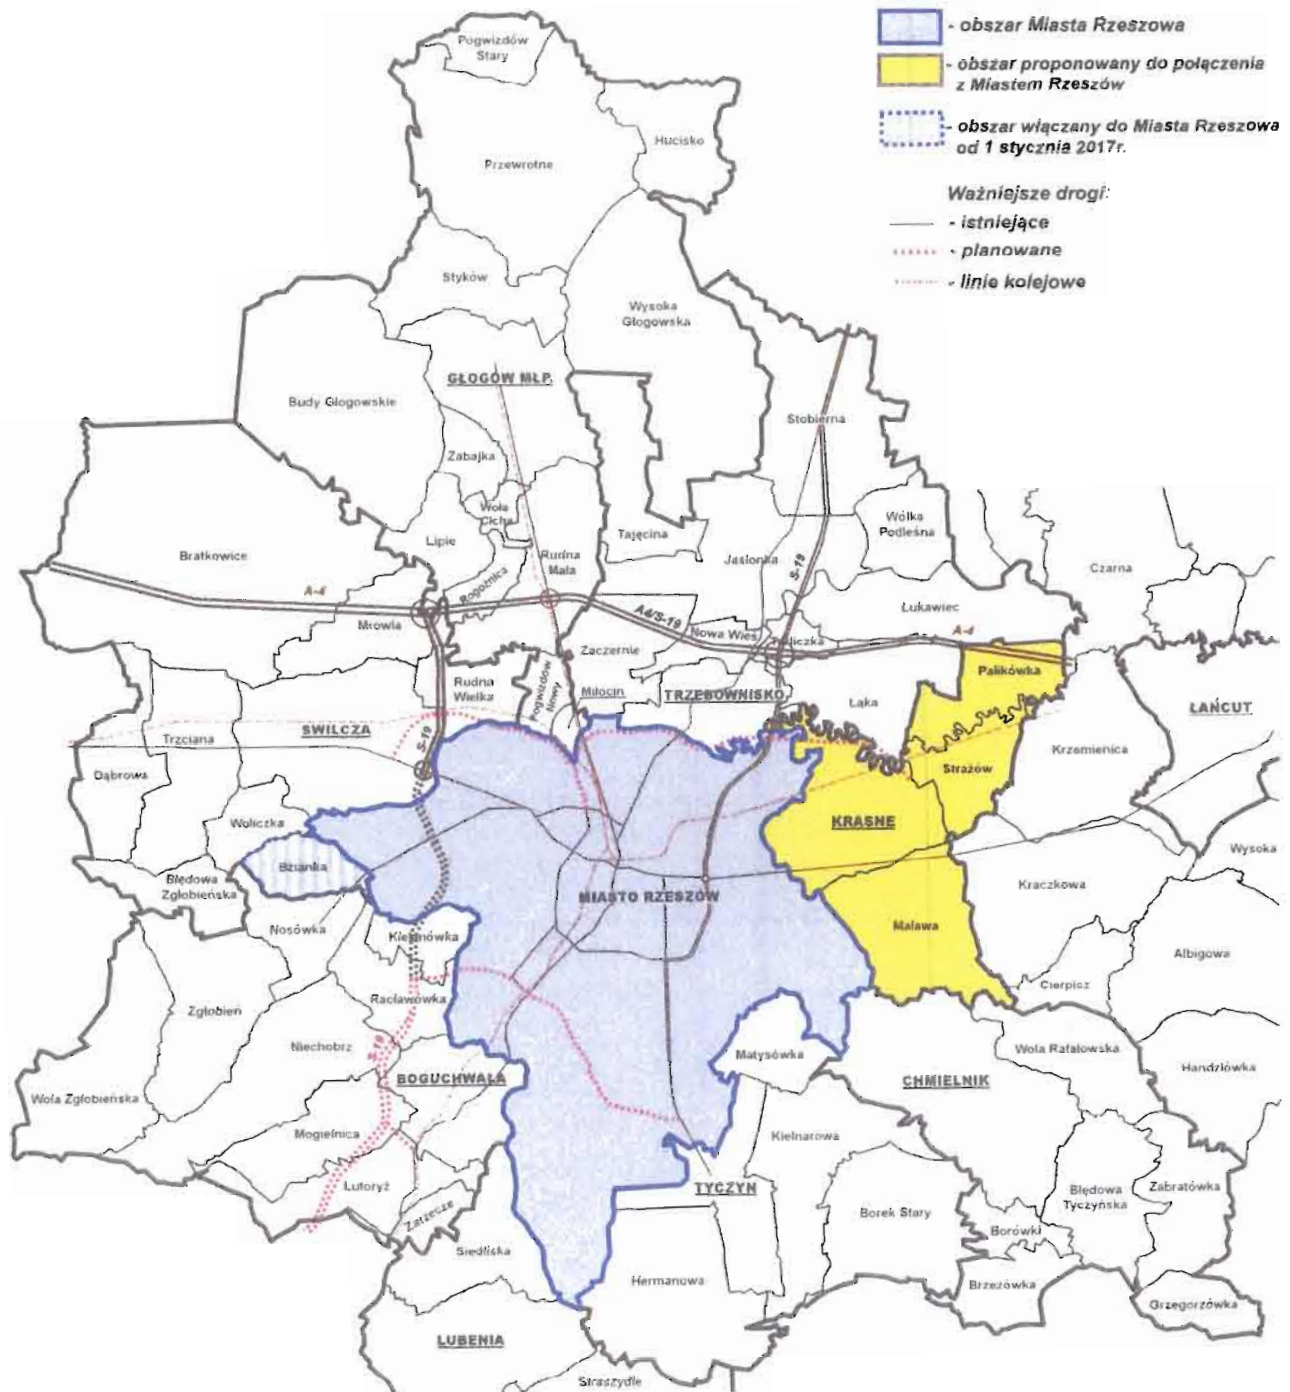 - obszar Miasta Rzeszowa
- obszar proponowany do połączenia
z Miastem Rzeszów
- obszar włączany do Miasta Rzeszowa
od 1 stycznia 2017r.
Ważniejsze drogi:
- istniejące
- planowane
- linie kolejowe
Pogwizdów
Stary
Hucisko
Przewrotne
Styków
Wysoka
Głogowska
GŁOGÓW MŁP.
Budy Głogowskie
Stobierna
Zabajka
Wola
Cicha
Lipie
Rudna
Mała
Tajęcina
Jasionka
Wólka
Podleśna
Bratkowice
Rogoźnica
S-19
Czarna
A-4
A4/S-19
Łukawiec
Mrowla
Nowa Wieś
A-4
Zaczernie
Palikówka
Rudna
Wielka
Pogwizdów
Nowy
Miłocin
TRZEBOWNISKO
Łąka
ŁAŃCUT
ŚWILCZA
S-19
Trzciana
Krzemienica
Dąbrowa
Strażów
Woliczka
KRASNE
Wysoka
Bzianka
Błędowa
Zgłobieńska
MIASTO RZESZÓW
Kraczkowa
Nosówka
Kielanówka
Malawa
Albigowa
Cierpisz
Racławówka
Zgłobień
Niechobrz
S-19
Matysówka
Wola Rafałowska
Handzlówka
BOGUCHWAŁA
CHMIELNIK
Wola Zgłobieńska
Mogielnica
Kielnarowa
Lutoryż
TYCZYN
Błędowa
Tyczyńska
Zabratówka
Zarzecze
Borek Stary
Borówki
Siedliska
Hermanowa
Brzezówka
Grzegorzówka
LUBENIA
Straszydle